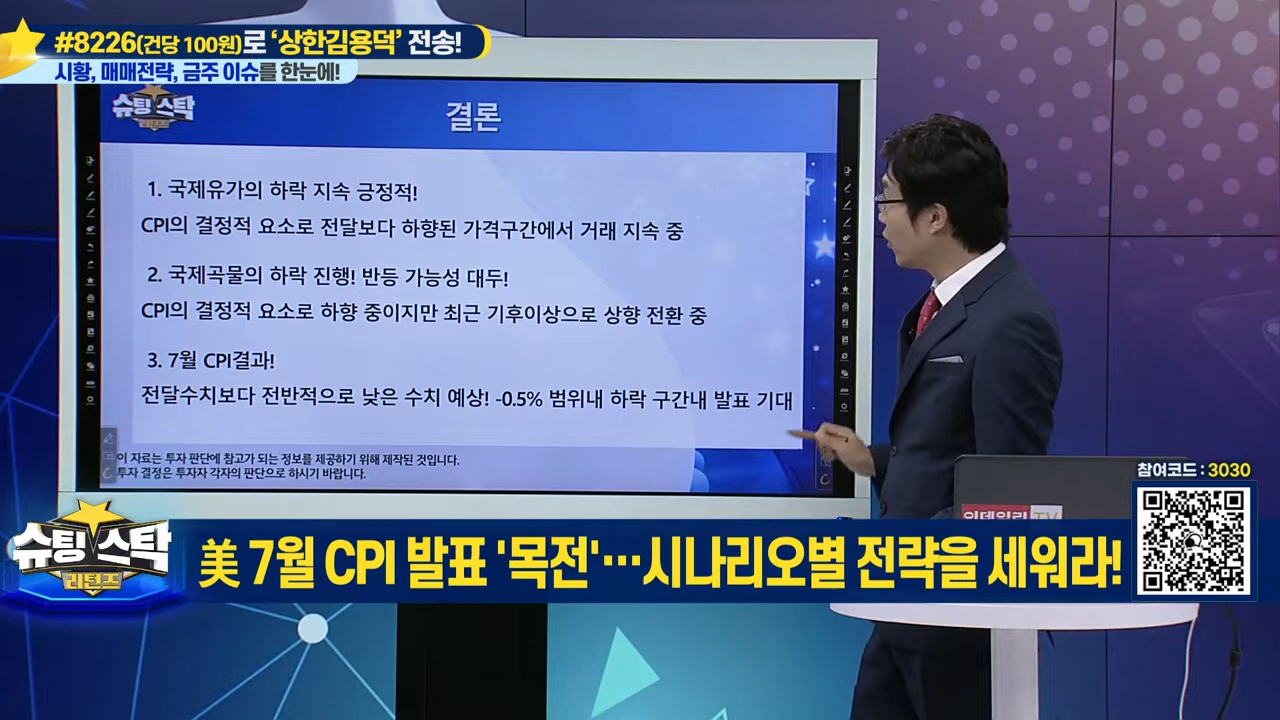 #8226(건당 100원)로 '상한김용덕' 전송!
시황, 매매전략, 금주 이슈를 한눈에!
슈팅 스탁
리턴즈
결론
1. 국제유가의 하락 지속 긍정적!
CPI의 결정적 요소로 전달보다 하향된 가격구간에서 거래 지속 중
2. 국제곡물의 하락 진행! 반등 가능성 대두!
CPI의 결정적 요소로 하향 중이지만 최근 기후이상으로 상향 전환 중
3. 7월 CPI결과!
전달수치보다 전반적으로 낮은 수치 예상! -0.5% 범위내 하락 구간내 발표 기대
이 자료는 투자 판단에 참고가 되는 정보를 제공하기 위해 제작된 것입니다.
투자 결정은 투자자 각자의 판단으로 하시기 바랍니다.
참여코드 : 3030
이데일리 TV
슈팅 스탁
리턴즈
美 7월 CPI 발표 '목전'…시나리오별 전략을 세워라!